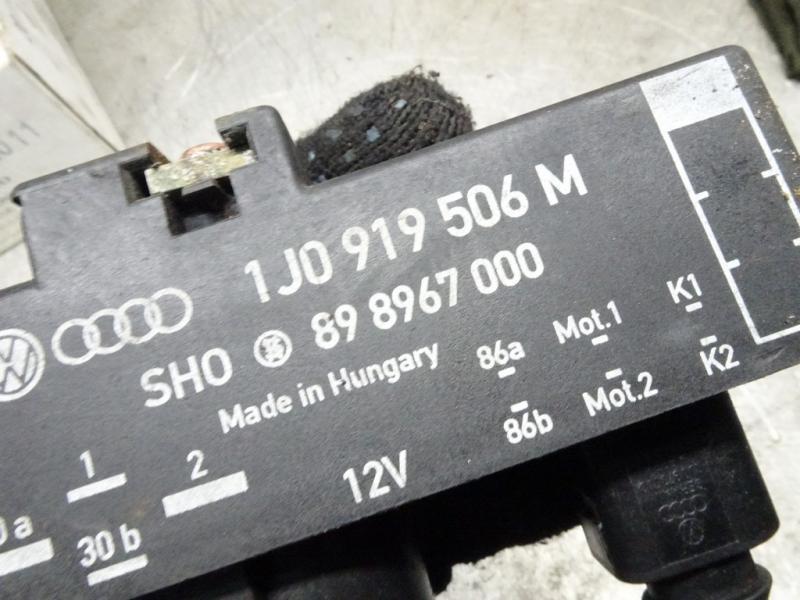 1J0 919 506 M
SHO 89 8967 000
Made in Hungary
86a Mot.1 K1
86b Mot.2 K2
1 2
30 b
12V